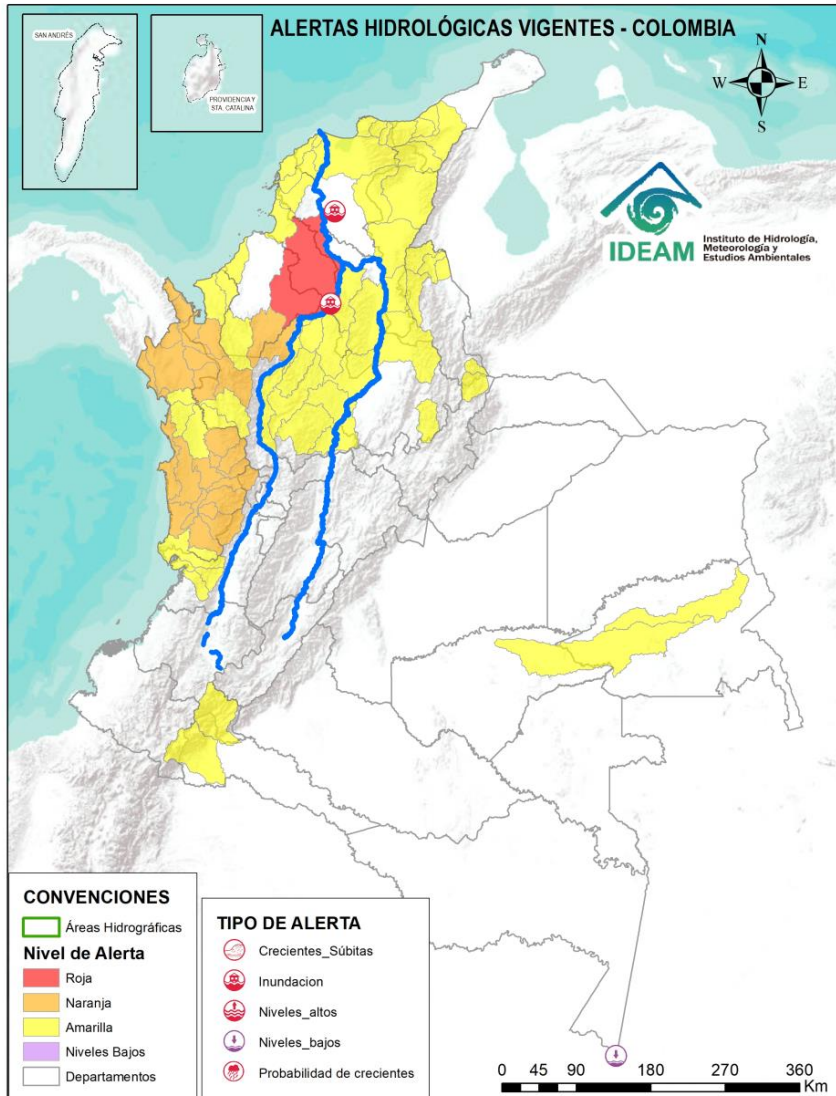 ALERTAS HIDROLÓGICAS VIGENTES - COLOMBIA
SAN ANDRÉS
PROVIDENCIA Y
STA. CATALINA
N
W
E
S
IDEAM
Instituto de Hidrología,
Meteorología y
Estudios Ambientales
CONVENCIONES
Áreas Hidrográficas
Nivel de Alerta
Roja
Naranja
Amarilla
Niveles Bajos
Departamentos
TIPO DE ALERTA
Crecientes_Súbitas
Inundacion
Niveles_altos
Niveles_bajos
Probabilidad de crecientes
0 45 90 180 270 360
Km